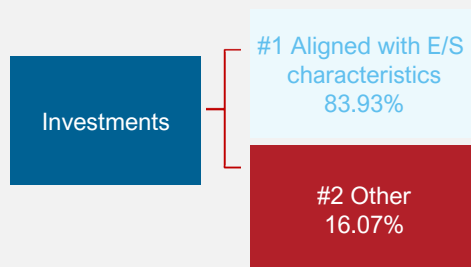 Investments
#1 Aligned with E/S
characteristics
83.93%
#2 Other
16.07%